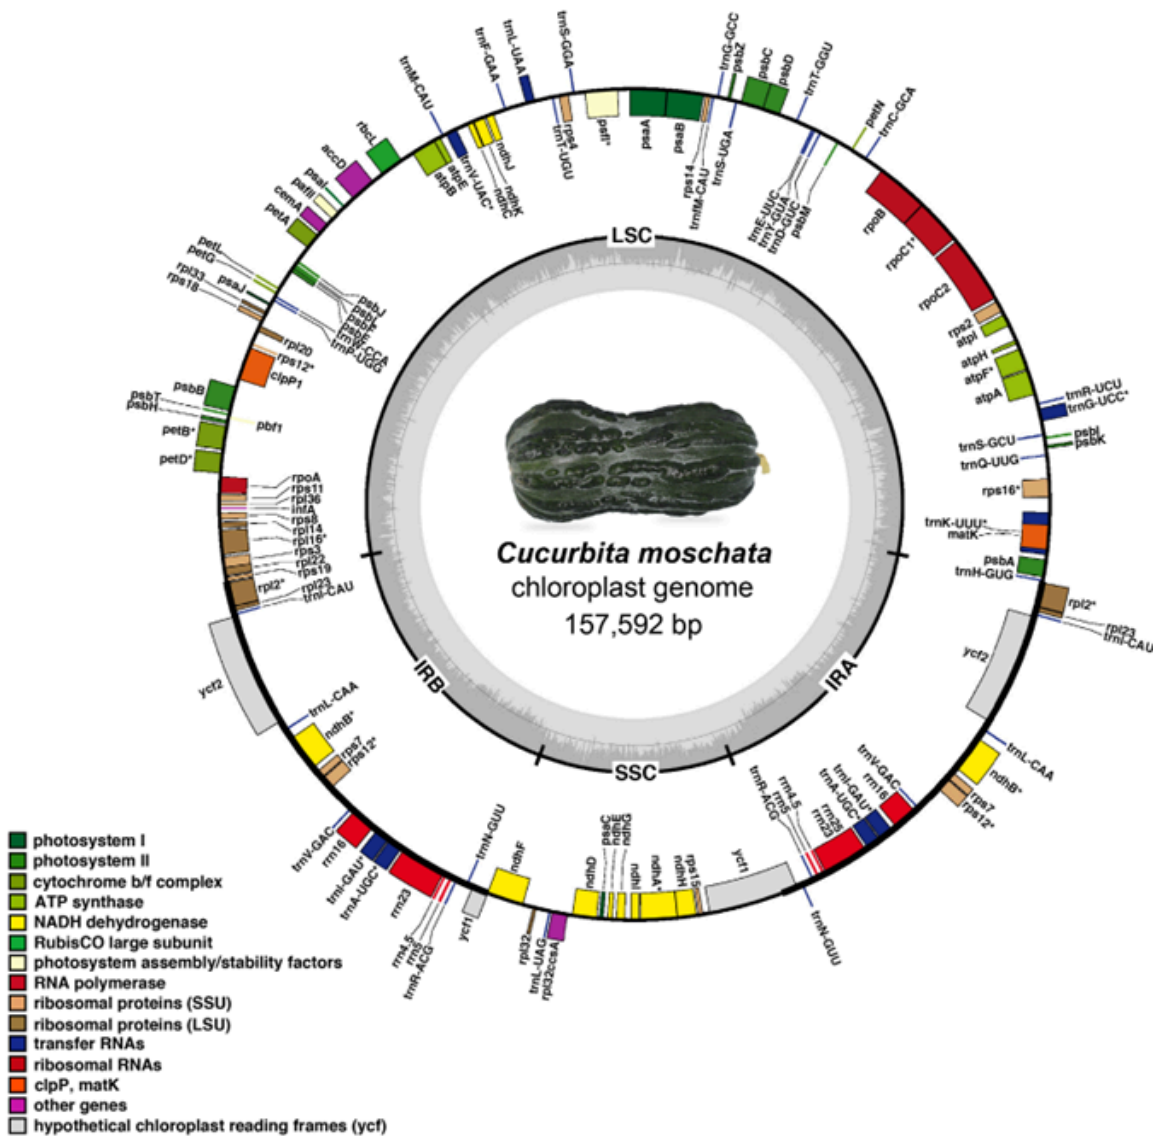 trnS-GGA
trnL-UAA
trnF-GAA
trnM-CAU
rbcL
accD
psaI
pafII
cemA
petA
petL
petG
psaJ
rpl33
rps18
rpl20
rps12*
clpP1
psbB
psbT
psbH
pbf1
petB*
petD*
rpoA
rps11
rpl36
infA
rps8
rpl14
rpl16*
rps3
rpl22
rps19
rpl2*
rpl23
trnI-CAU
ycf2
trnL-CAA
ndhB*
rps7
rps12*
trnV-GAC
rrn16
trnI-GAU*
trnA-UGC*
rrn23
rrn4.5
rrn5
trnR-ACG
trnN-GUU
ycf1
ndhF
rpl32
trnL-UAG
rpl32ccsA
ndhD
psaC
ndhE
ndhG
ndhI
ndhA*
ndhH
rps15
ycf1
trnN-GUU
trnR-ACG
rrn5
rrn4.5
rrn23
rrn25
trnA-UGC*
trnI-GAU*
rrn16
trnV-GAC
rps12*
rps7
ndhB*
trnL-CAA
ycf2
trnI-CAU
rpl23
rpl2*
trnH-GUG
psbA
matK
trnK-UUU*
rps16*
trnQ-UUG
psbK
psbI
trnS-GCU
trnG-UCC*
trnR-UCU
atpA
atpF*
atpH
atpI
rps2
rpoC2
rpoC1*
rpoB
trnC-GCA
petN
psbM
trnD-GUC
trnY-GUA
trnE-UUC
trnT-GGU
psbD
psbC
trnS-UGA
psbZ
trnG-GCC
trnfM-CAU
rps14
psaB
psaA
psfI*
rps4
trnT-UGU
ndhJ
ndhK
ndhC
trnV-UAC*
atpE
atpB
psbJ
psbL
psbE
trnW-CCA
trnP-UGG
LSC
IRB
IRA
SSC
Cucurbita moschata
chloroplast genome
157,592 bp
photosystem I
photosystem II
cytochrome b/f complex
ATP synthase
NADH dehydrogenase
RubisCO large subunit
photosystem assembly/stability factors
RNA polymerase
ribosomal proteins (SSU)
ribosomal proteins (LSU)
transfer RNAs
ribosomal RNAs
clpP, matK
other genes
hypothetical chloroplast reading frames (ycf)